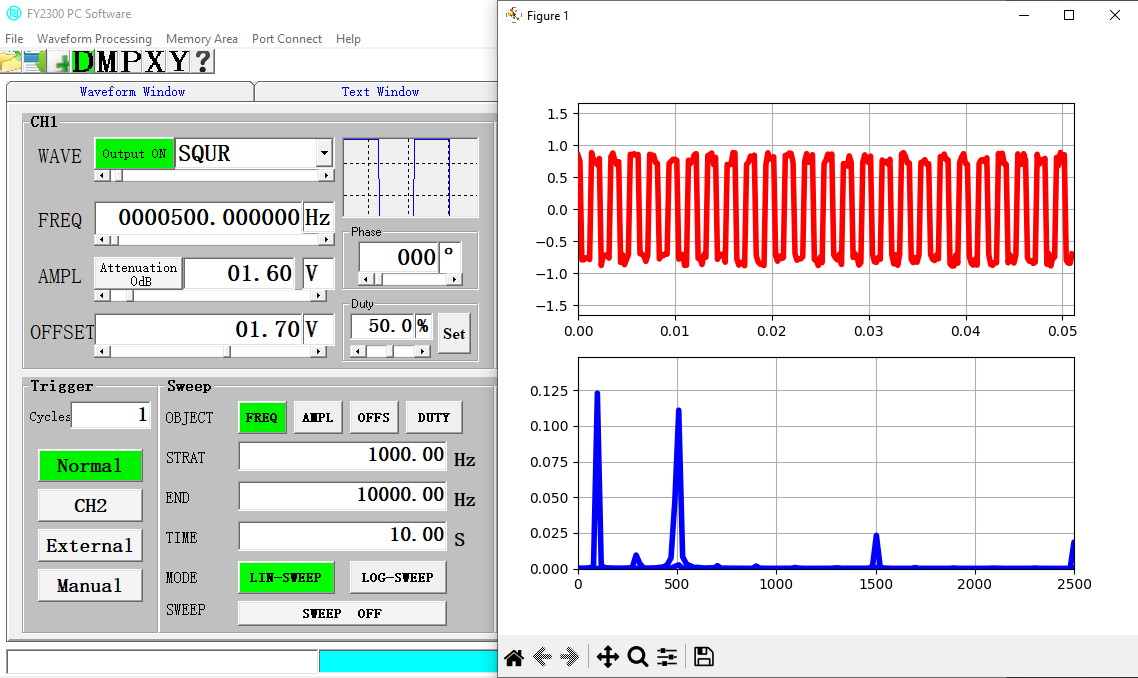 FY2300 PC Software
File Waveform Processing Memory Area Port Connect Help
D M P X Y ?
Waveform Window Text Window
CH1
WAVE Output ON SQUR
FREQ 0000500.000000 Hz
Phase
000 °
AMPL Attenuation
0dB
01.60 V
Duty
50.0 % Set
OFFSET 01.70 V
Trigger
Cycles 1
Normal
CH2
External
Manual
Sweep
OBJECT FREQ AMPL OFFS DUTY
STRAT 1000.00 Hz
END 10000.00 Hz
TIME 10.00 S
MODE LIN-SWEEP LOG-SWEEP
SWEEP SWEEP OFF
Figure 1
1.5
1.0
0.5
0.0
−0.5
−1.0
−1.5
0.00 0.01 0.02 0.03 0.04 0.05
0.125
0.100
0.075
0.050
0.025
0.000
0 500 1000 1500 2000 2500